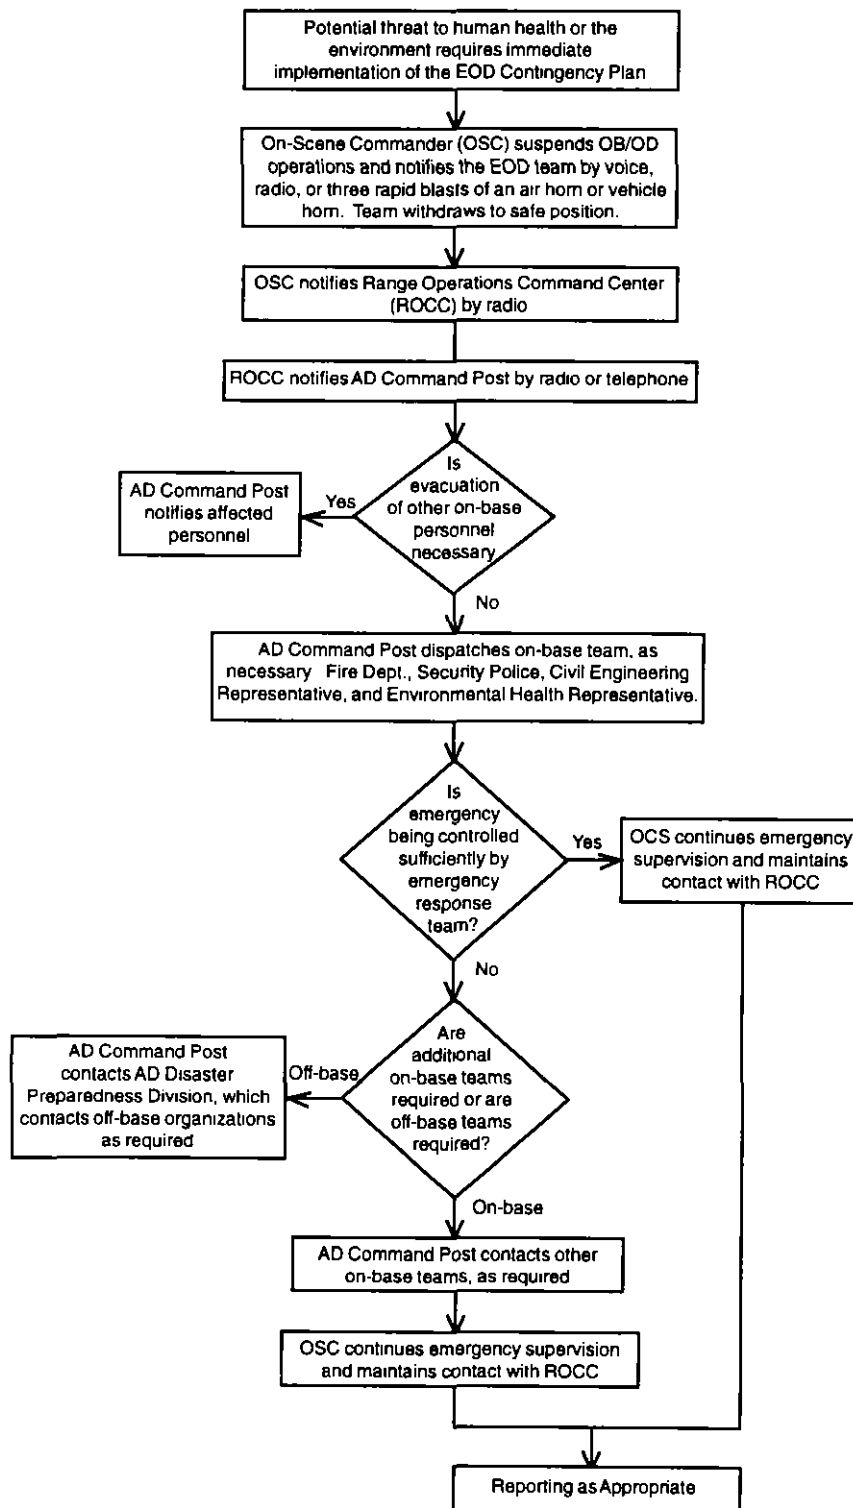 Potential threat to human health or the
environment requires immediate
implementation of the EOD Contingency Plan
On-Scene Commander (OSC) suspends OB/OD
operations and notifies the EOD team by voice,
radio, or three rapid blasts of an air horn or vehicle
horn. Team withdraws to safe position.
OSC notifies Range Operations Command Center
(ROCC) by radio
ROCC notifies AD Command Post by radio or telephone
Is
evacuation
of other on-base
personnel
necessary
Yes
AD Command Post
notifies affected
personnel
No
AD Command Post dispatches on-base team, as
necessary Fire Dept., Security Police, Civil Engineering
Representative, and Environmental Health Representative.
Is
emergency
being controlled
sufficiently by
emergency
response
team?
Yes
OCS continues emergency
supervision and maintains
contact with ROCC
No
Are
additional
on-base teams
required or are
off-base teams
required?
Off-base
AD Command Post
contacts AD Disaster
Preparedness Division, which
contacts off-base organizations
as required
On-base
AD Command Post contacts other
on-base teams, as required
OSC continues emergency supervision
and maintains contact with ROCC
Reporting as Appropriate